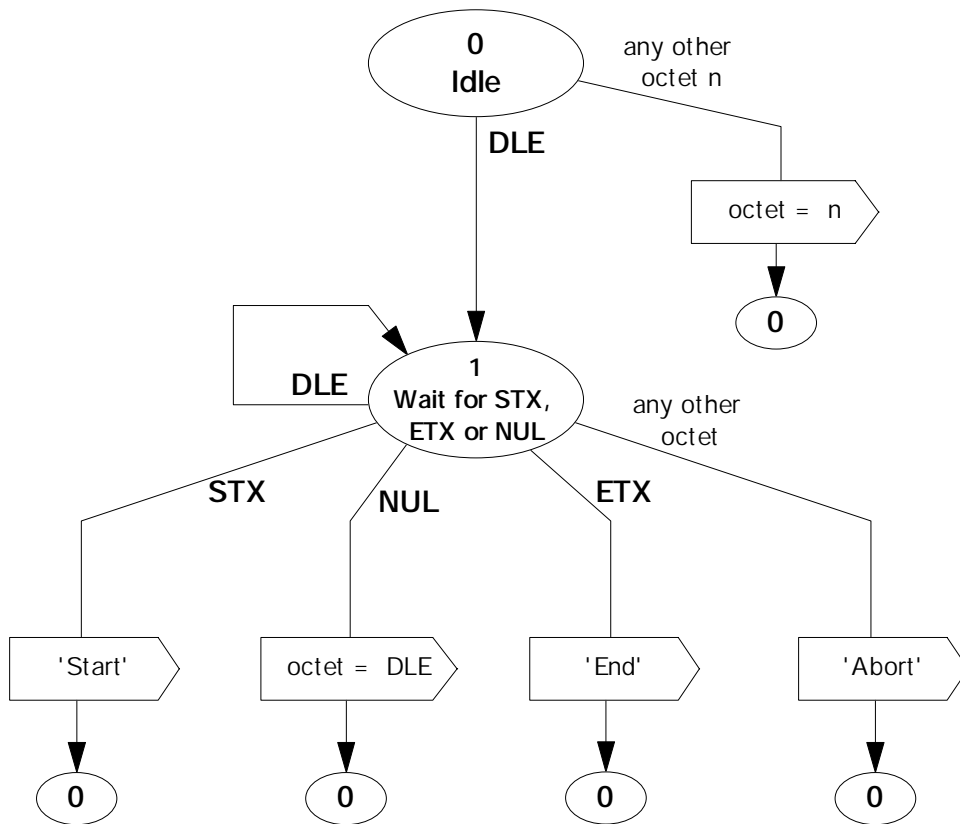 0
Idle
any other
octet n
DLE
octet = n
0
1
Wait for STX,
ETX or NUL
DLE
any other
octet
STX
NUL
ETX
'Start'
octet = DLE
'End'
'Abort'
0
0
0
0